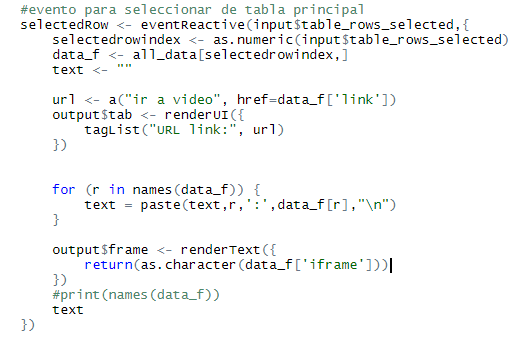 #evento para seleccionar de tabla principal
selectedRow <- eventReactive(input$table_rows_selected,{
    selectedrowindex <- as.numeric(input$table_rows_selected)
    data_f <- all_data[selectedrowindex,]
    text <- ""

    url <- a("ir a video", href=data_f['link'])
    output$tab <- renderUI({
        tagList("URL link:", url)
    })


    for (r in names(data_f)) {
        text = paste(text,r,':',data_f[r],"\n")
    }

    output$frame <- renderText({
        return(as.character(data_f['iframe']))
    })
    #print(names(data_f))
    text
})